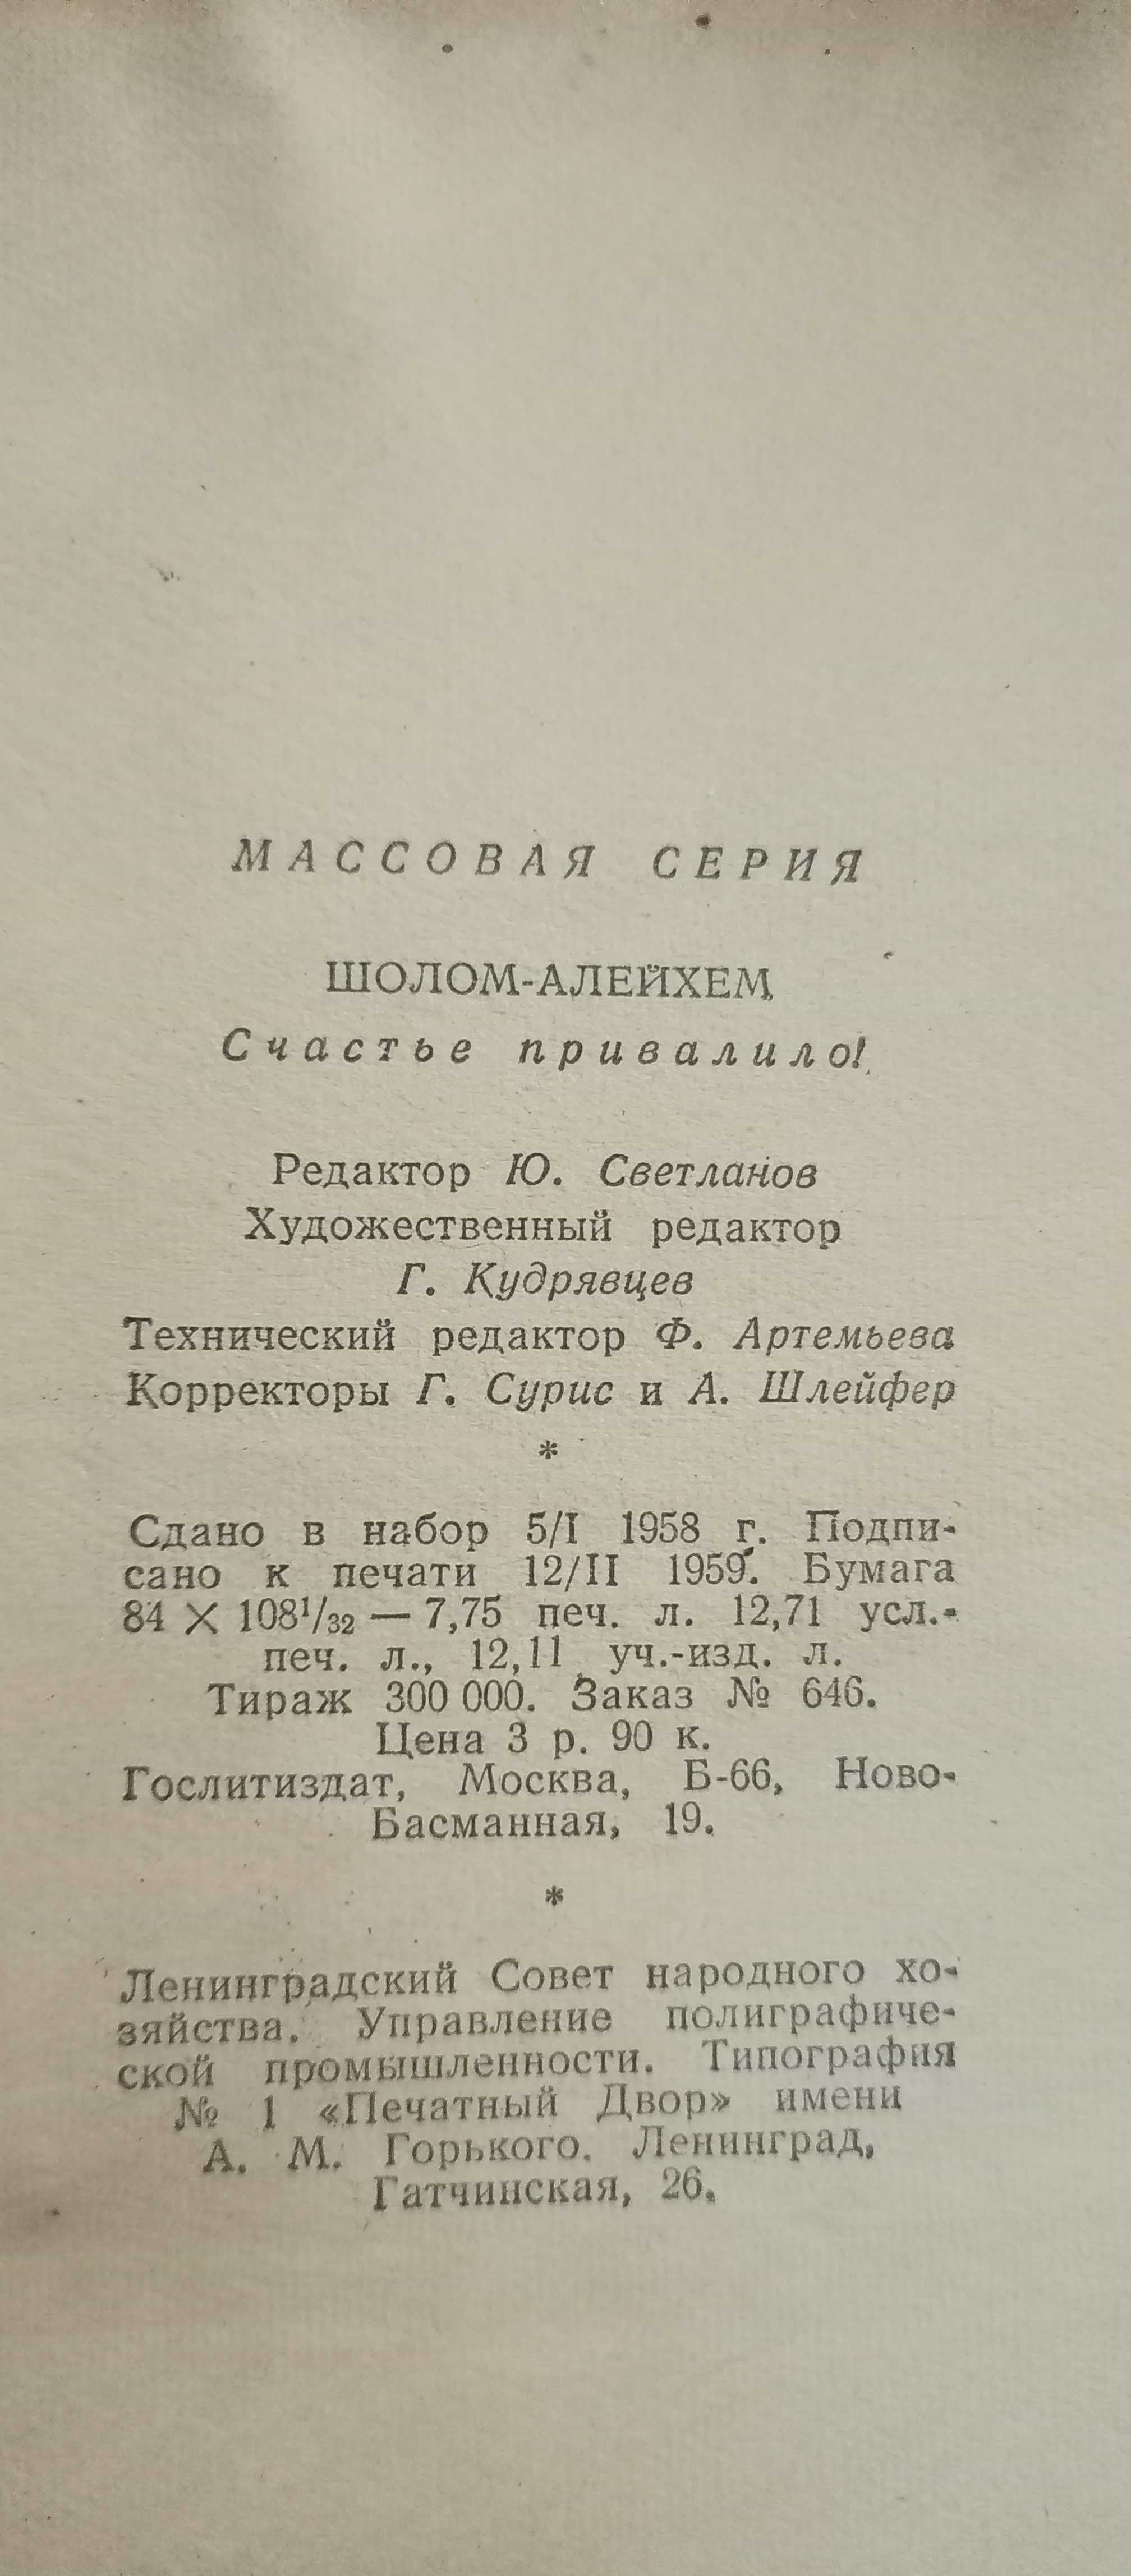 МАССОВАЯ СЕРИЯ
ШОЛОМ-АЛЕЙХЕМ
Счастье привалило!
Редактор Ю. Светланов
Художественный редактор
Г. Кудрявцев
Технический редактор Ф. Артемьева
Корректоры Г. Сурис и А. Шлейфер
*
Сдано в набор 5/I 1958 г. Подпи-
сано к печати 12/II 1959. Бумага
84 × 108¹/₃₂ — 7,75 печ. л. 12,71 усл.-
печ. л., 12,11 уч.-изд. л.
Тираж 300 000. Заказ № 646.
Цена 3 р. 90 к.
Гослитиздат, Москва, Б-66, Ново-
Басманная, 19.
*
Ленинградский Совет народного хо-
зяйства. Управление полиграфиче-
ской промышленности. Типография
№ 1 «Печатный Двор» имени
А. М. Горького. Ленинград,
Гатчинская, 26.